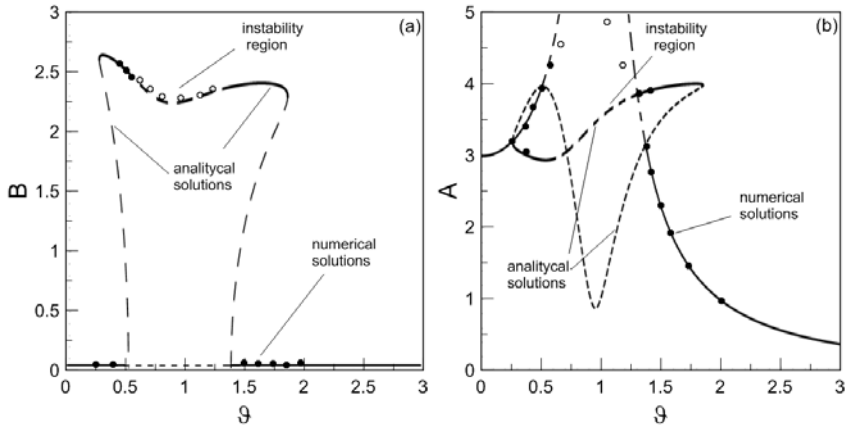 (a)
instability
region
analitycal
solutions
numerical
solutions
B
3
2.5
2
1.5
1
0.5
0
0
0.5
1
1.5
2
2.5
3
ϑ
(b)
instability
region
numerical
solutions
analitycal
solutions
A
5
4
3
2
1
0
0
0.5
1
1.5
2
2.5
3
ϑ